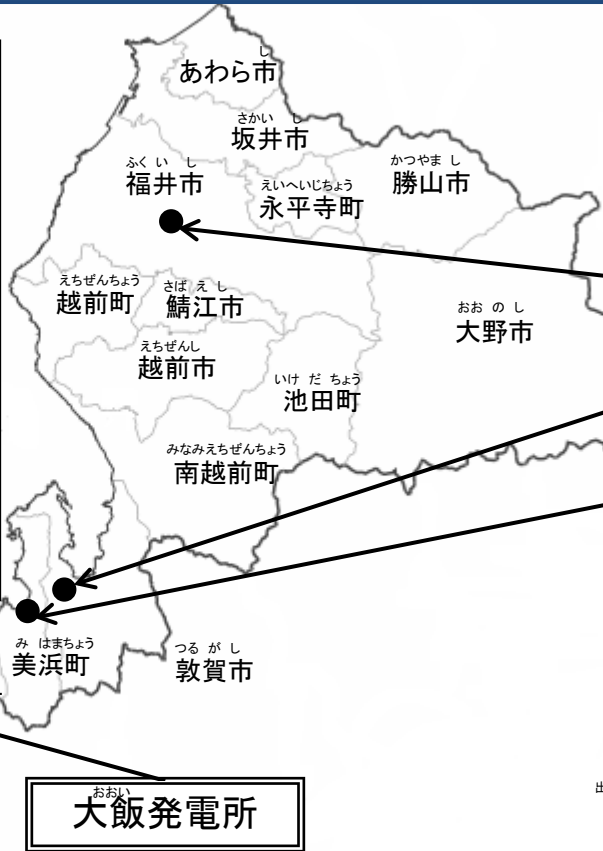 し
あわら市
さかい し
坂井市
ふく い し
福井市
えいへいじちょう
永平寺町
かつやま し
勝山市
えちぜんちょう
越前町
さば え し
鯖江市
おお の し
大野市
えちぜんし
越前市
いけ だ ちょう
池田町
みなみえちぜんちょう
南越前町
み はまちょう
美浜町
つる が し
敦賀市
おおい
大飯発電所
出